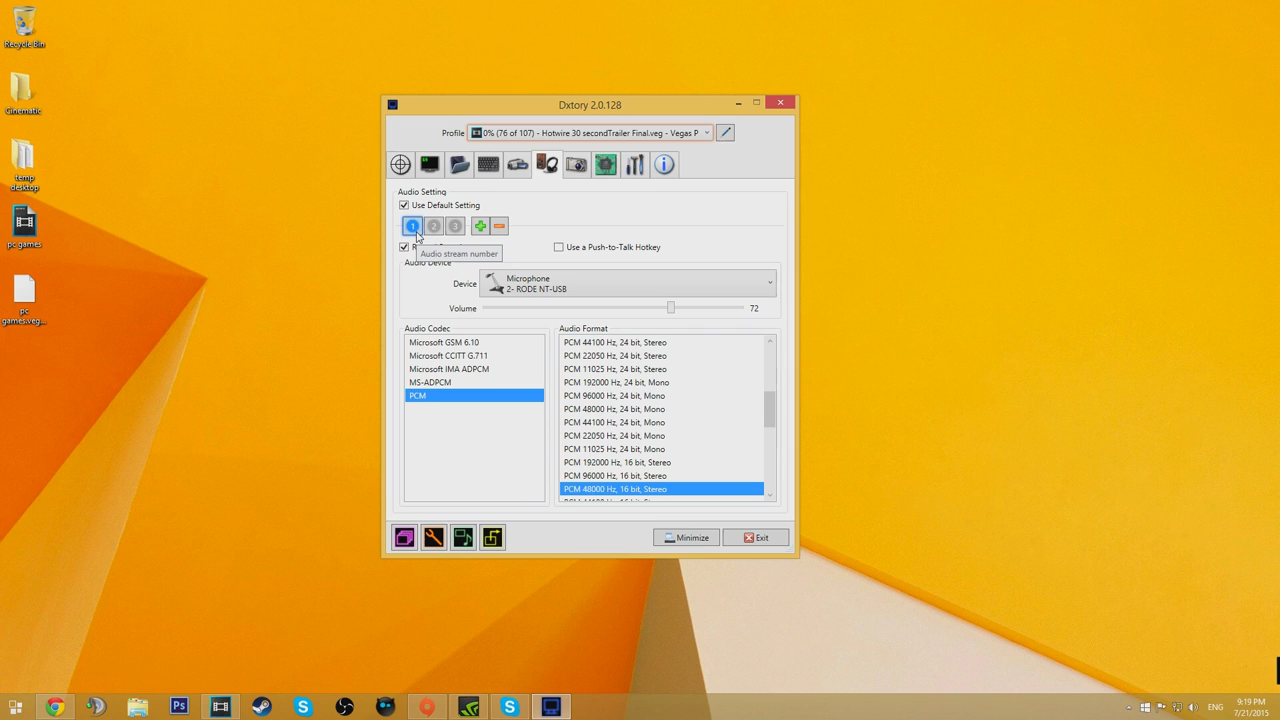 Recycle Bin
Cinematic
temp
desktop
pc games
pc
games.veg...
Dxtory 2.0.128
Profile
0% (76 of 107) - Hotwire 30 secondTrailer Final.veg - Vegas P
Audio Setting
Use Default Setting
1 2 3
Use a Push-to-Talk Hotkey
Audio stream number
Audio Device
Device
Microphone
2- RODE NT-USB
Volume
72
Audio Codec
Microsoft GSM 6.10
Microsoft CCITT G.711
Microsoft IMA ADPCM
MS-ADPCM
PCM
Audio Format
PCM 44100 Hz, 24 bit, Stereo
PCM 22050 Hz, 24 bit, Stereo
PCM 11025 Hz, 24 bit, Stereo
PCM 192000 Hz, 24 bit, Mono
PCM 96000 Hz, 24 bit, Mono
PCM 48000 Hz, 24 bit, Mono
PCM 44100 Hz, 24 bit, Mono
PCM 22050 Hz, 24 bit, Mono
PCM 11025 Hz, 24 bit, Mono
PCM 192000 Hz, 16 bit, Stereo
PCM 96000 Hz, 16 bit, Stereo
PCM 48000 Hz, 16 bit, Stereo
Minimize
Exit
Ps
ENG
9:19 PM
7/21/2015